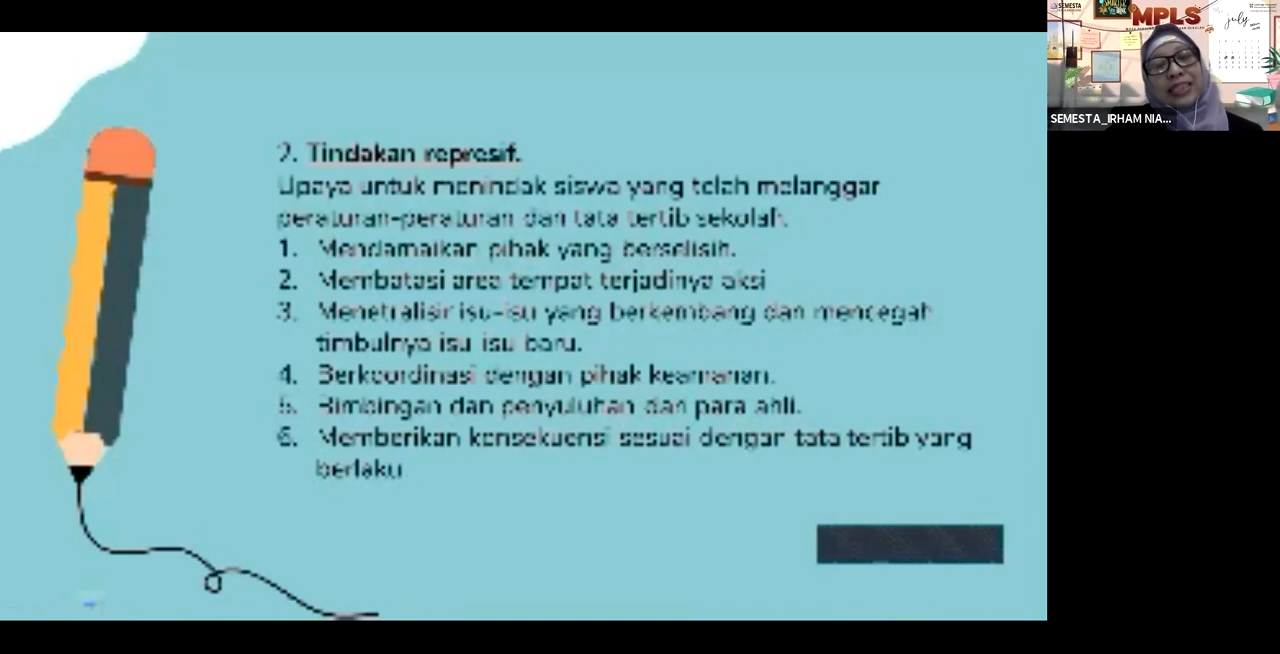 2. Tindakan represif.
Upaya untuk menindak siswa yang telah melanggar
peraturan-peraturan dan tata tertib sekolah.
1. Mendamaikan pihak yang berselisih.
2. Membatasi area tempat terjadinya aksi
3. Menetralisir isu-isu yang berkembang dan mencegah
timbulnya isu-isu baru.
4. Berkoordinasi dengan pihak keamanan.
5. Bimbingan dan penyuluhan dari para ahli.
6. Memberikan konsekuensi sesuai dengan tata tertib yang
berlaku
SEMESTA
MPLS
july
SEMESTA_IRHAM NIA...